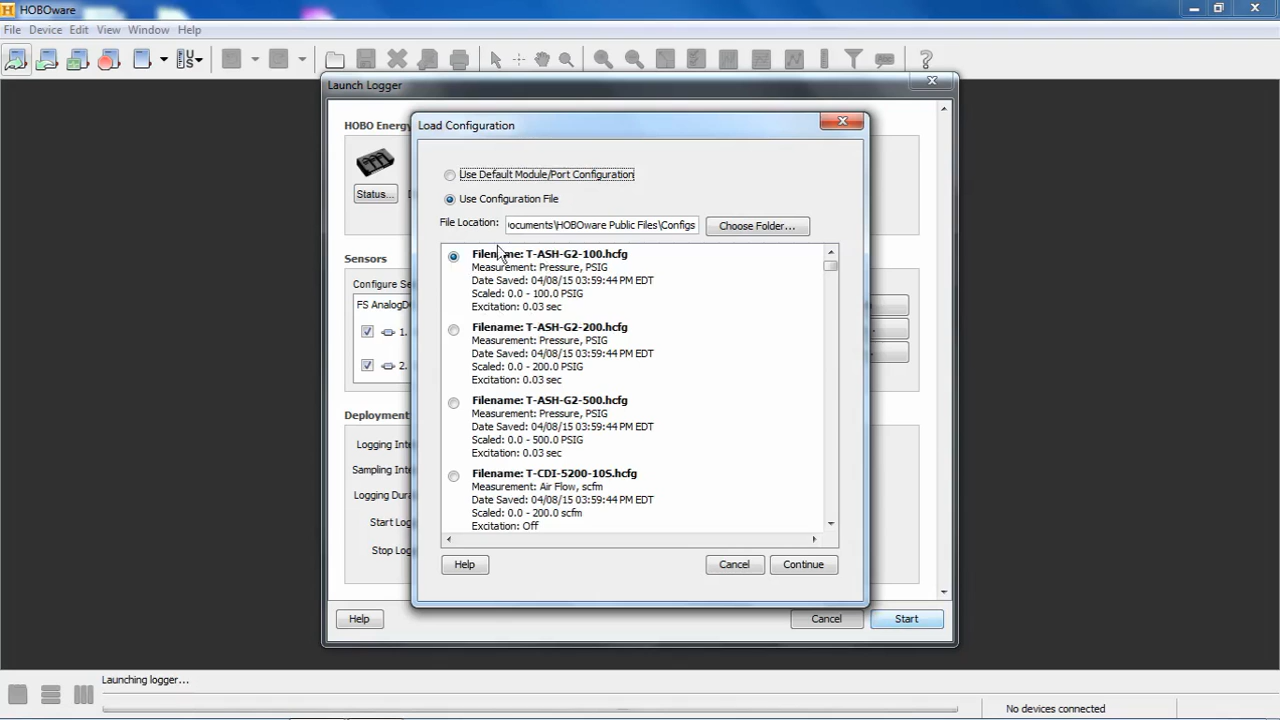 HOBOware
File Device Edit View Window Help
Launch Logger
HOBO Energy
Status...
Load Configuration
Use Default Module/Port Configuration
Use Configuration File
File Location: ocuments\HOBOware Public Files\Configs Choose Folder...
Filename: T-ASH-G2-100.hcfg
Measurement: Pressure, PSIG
Date Saved: 04/08/15 03:59:44 PM EDT
Scaled: 0.0 - 100.0 PSIG
Excitation: 0.03 sec
Filename: T-ASH-G2-200.hcfg
Measurement: Pressure, PSIG
Date Saved: 04/08/15 03:59:44 PM EDT
Scaled: 0.0 - 200.0 PSIG
Excitation: 0.03 sec
Filename: T-ASH-G2-500.hcfg
Measurement: Pressure, PSIG
Date Saved: 04/08/15 03:59:44 PM EDT
Scaled: 0.0 - 500.0 PSIG
Excitation: 0.03 sec
Filename: T-CDI-5200-10S.hcfg
Measurement: Air Flow, scfm
Date Saved: 04/08/15 03:59:44 PM EDT
Scaled: 0.0 - 200.0 scfm
Excitation: Off
Help Cancel Continue
Sensors
Configure Se
FS Analog
1.
2.
Deployment
Logging Inte
Sampling Inte
Logging Dura
Start Log
Stop Log
Help Cancel Start
Launching logger...
No devices connected